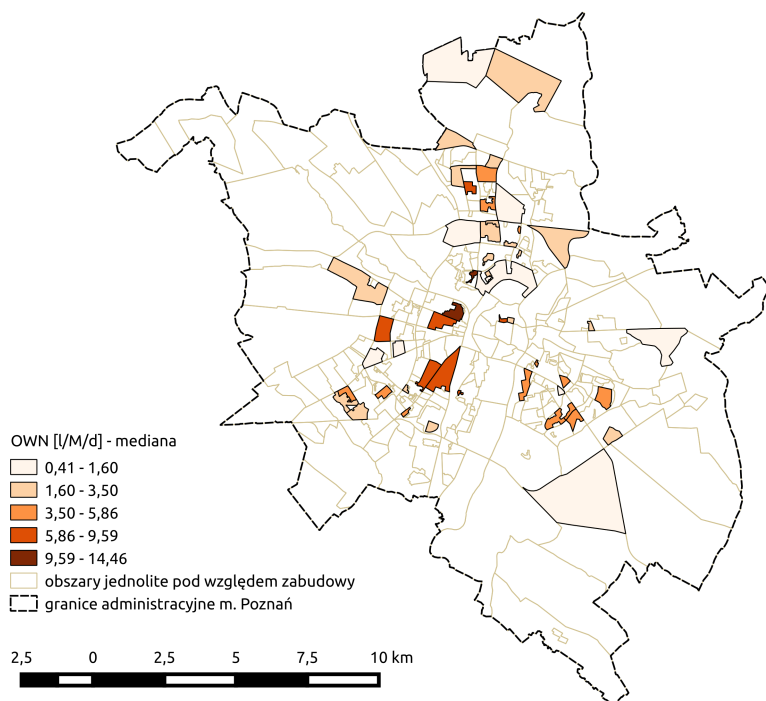 OWN [l/M/d] - mediana
0,41 - 1,60
1,60 - 3,50
3,50 - 5,86
5,86 - 9,59
9,59 - 14,46
obszary jednolite pod względem zabudowy
granice administracyjne m. Poznań
2,5 0 2,5 5 7,5 10 km